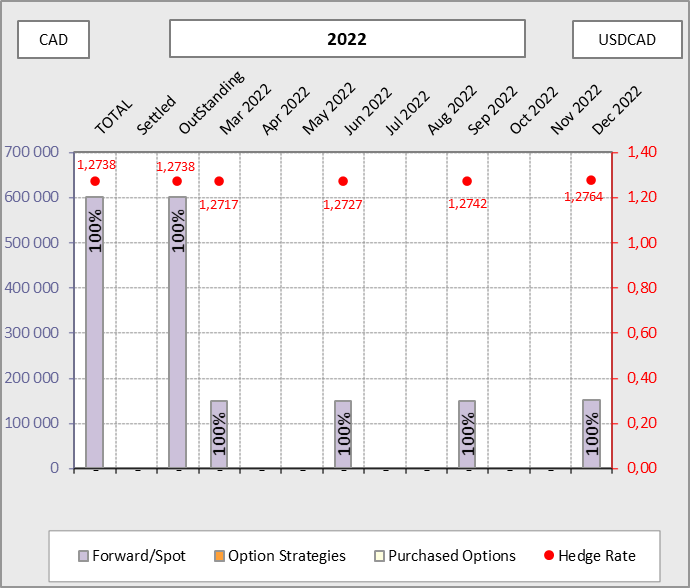 CAD
2022
USDCAD
TOTAL
Settled
OutStanding
Mar 2022
Apr 2022
May 2022
Jun 2022
Jul 2022
Aug 2022
Sep 2022
Oct 2022
Nov 2022
Dec 2022
700 000
600 000
500 000
400 000
300 000
200 000
100 000
0
1,2738
1,2738
1,2717
1,2727
1,2742
1,2764
100%
100%
100%
100%
100%
100%
- - - - - - - - - - - - -
1,40
1,20
1,00
0,80
0,60
0,40
0,20
0,00
Forward/Spot Option Strategies Purchased Options Hedge Rate